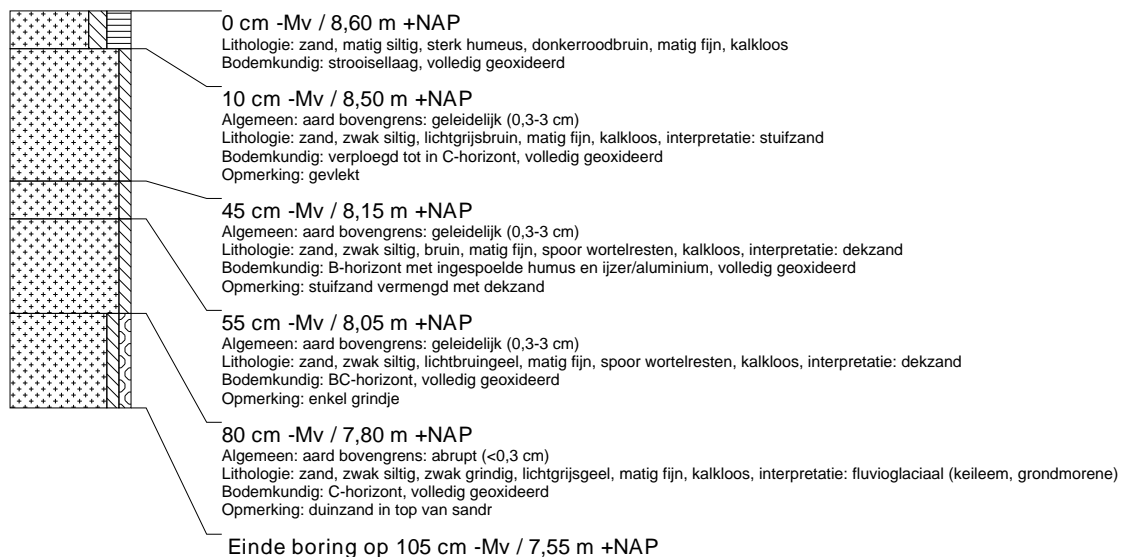 0 cm -Mv / 8,60 m +NAP
Lithologie: zand, matig siltig, sterk humeus, donkerroodbruin, matig fijn, kalkloos
Bodemkundig: strooisellaag, volledig geoxideerd
10 cm -Mv / 8,50 m +NAP
Algemeen: aard bovengrens: geleidelijk (0,3-3 cm)
Lithologie: zand, zwak siltig, lichtgrijsbruin, matig fijn, kalkloos, interpretatie: stuifzand
Bodemkundig: verploegd tot in C-horizont, volledig geoxideerd
Opmerking: gevlekt
45 cm -Mv / 8,15 m +NAP
Algemeen: aard bovengrens: geleidelijk (0,3-3 cm)
Lithologie: zand, zwak siltig, bruin, matig fijn, spoor wortelresten, kalkloos, interpretatie: dekzand
Bodemkundig: B-horizont met ingespoelde humus en ijzer/aluminium, volledig geoxideerd
Opmerking: stuifzand vermengd met dekzand
55 cm -Mv / 8,05 m +NAP
Algemeen: aard bovengrens: geleidelijk (0,3-3 cm)
Lithologie: zand, zwak siltig, lichtbruingeel, matig fijn, spoor wortelresten, kalkloos, interpretatie: dekzand
Bodemkundig: BC-horizont, volledig geoxideerd
Opmerking: enkel grindje
80 cm -Mv / 7,80 m +NAP
Algemeen: aard bovengrens: abrupt (<0,3 cm)
Lithologie: zand, zwak siltig, zwak grindig, lichtgrijsgeel, matig fijn, kalkloos, interpretatie: fluvioglaciaal (keileem, grondmorene)
Bodemkundig: C-horizont, volledig geoxideerd
Opmerking: duinzand in top van sandr
Einde boring op 105 cm -Mv / 7,55 m +NAP